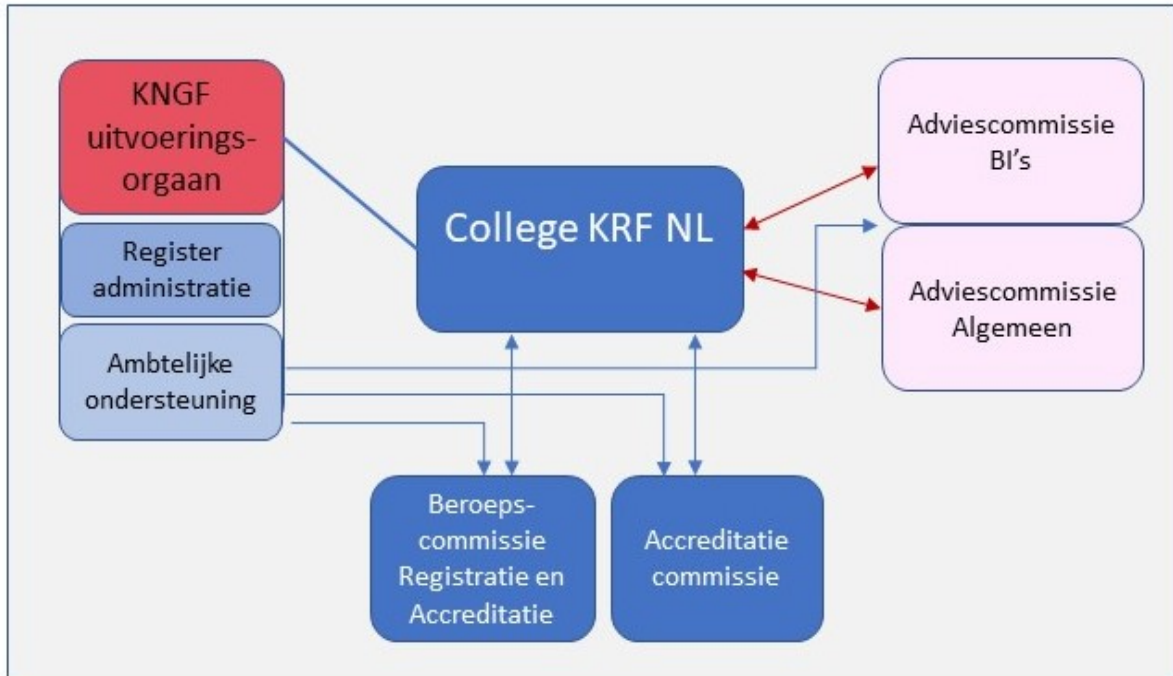 KNGF
uitvoerings-
orgaan
Register
administratie
Ambtelijke
ondersteuning
College KRF NL
Adviescommissie
BI's
Adviescommissie
Algemeen
Beroeps-
commissie
Registratie en
Accreditatie
Accreditatie
commissie